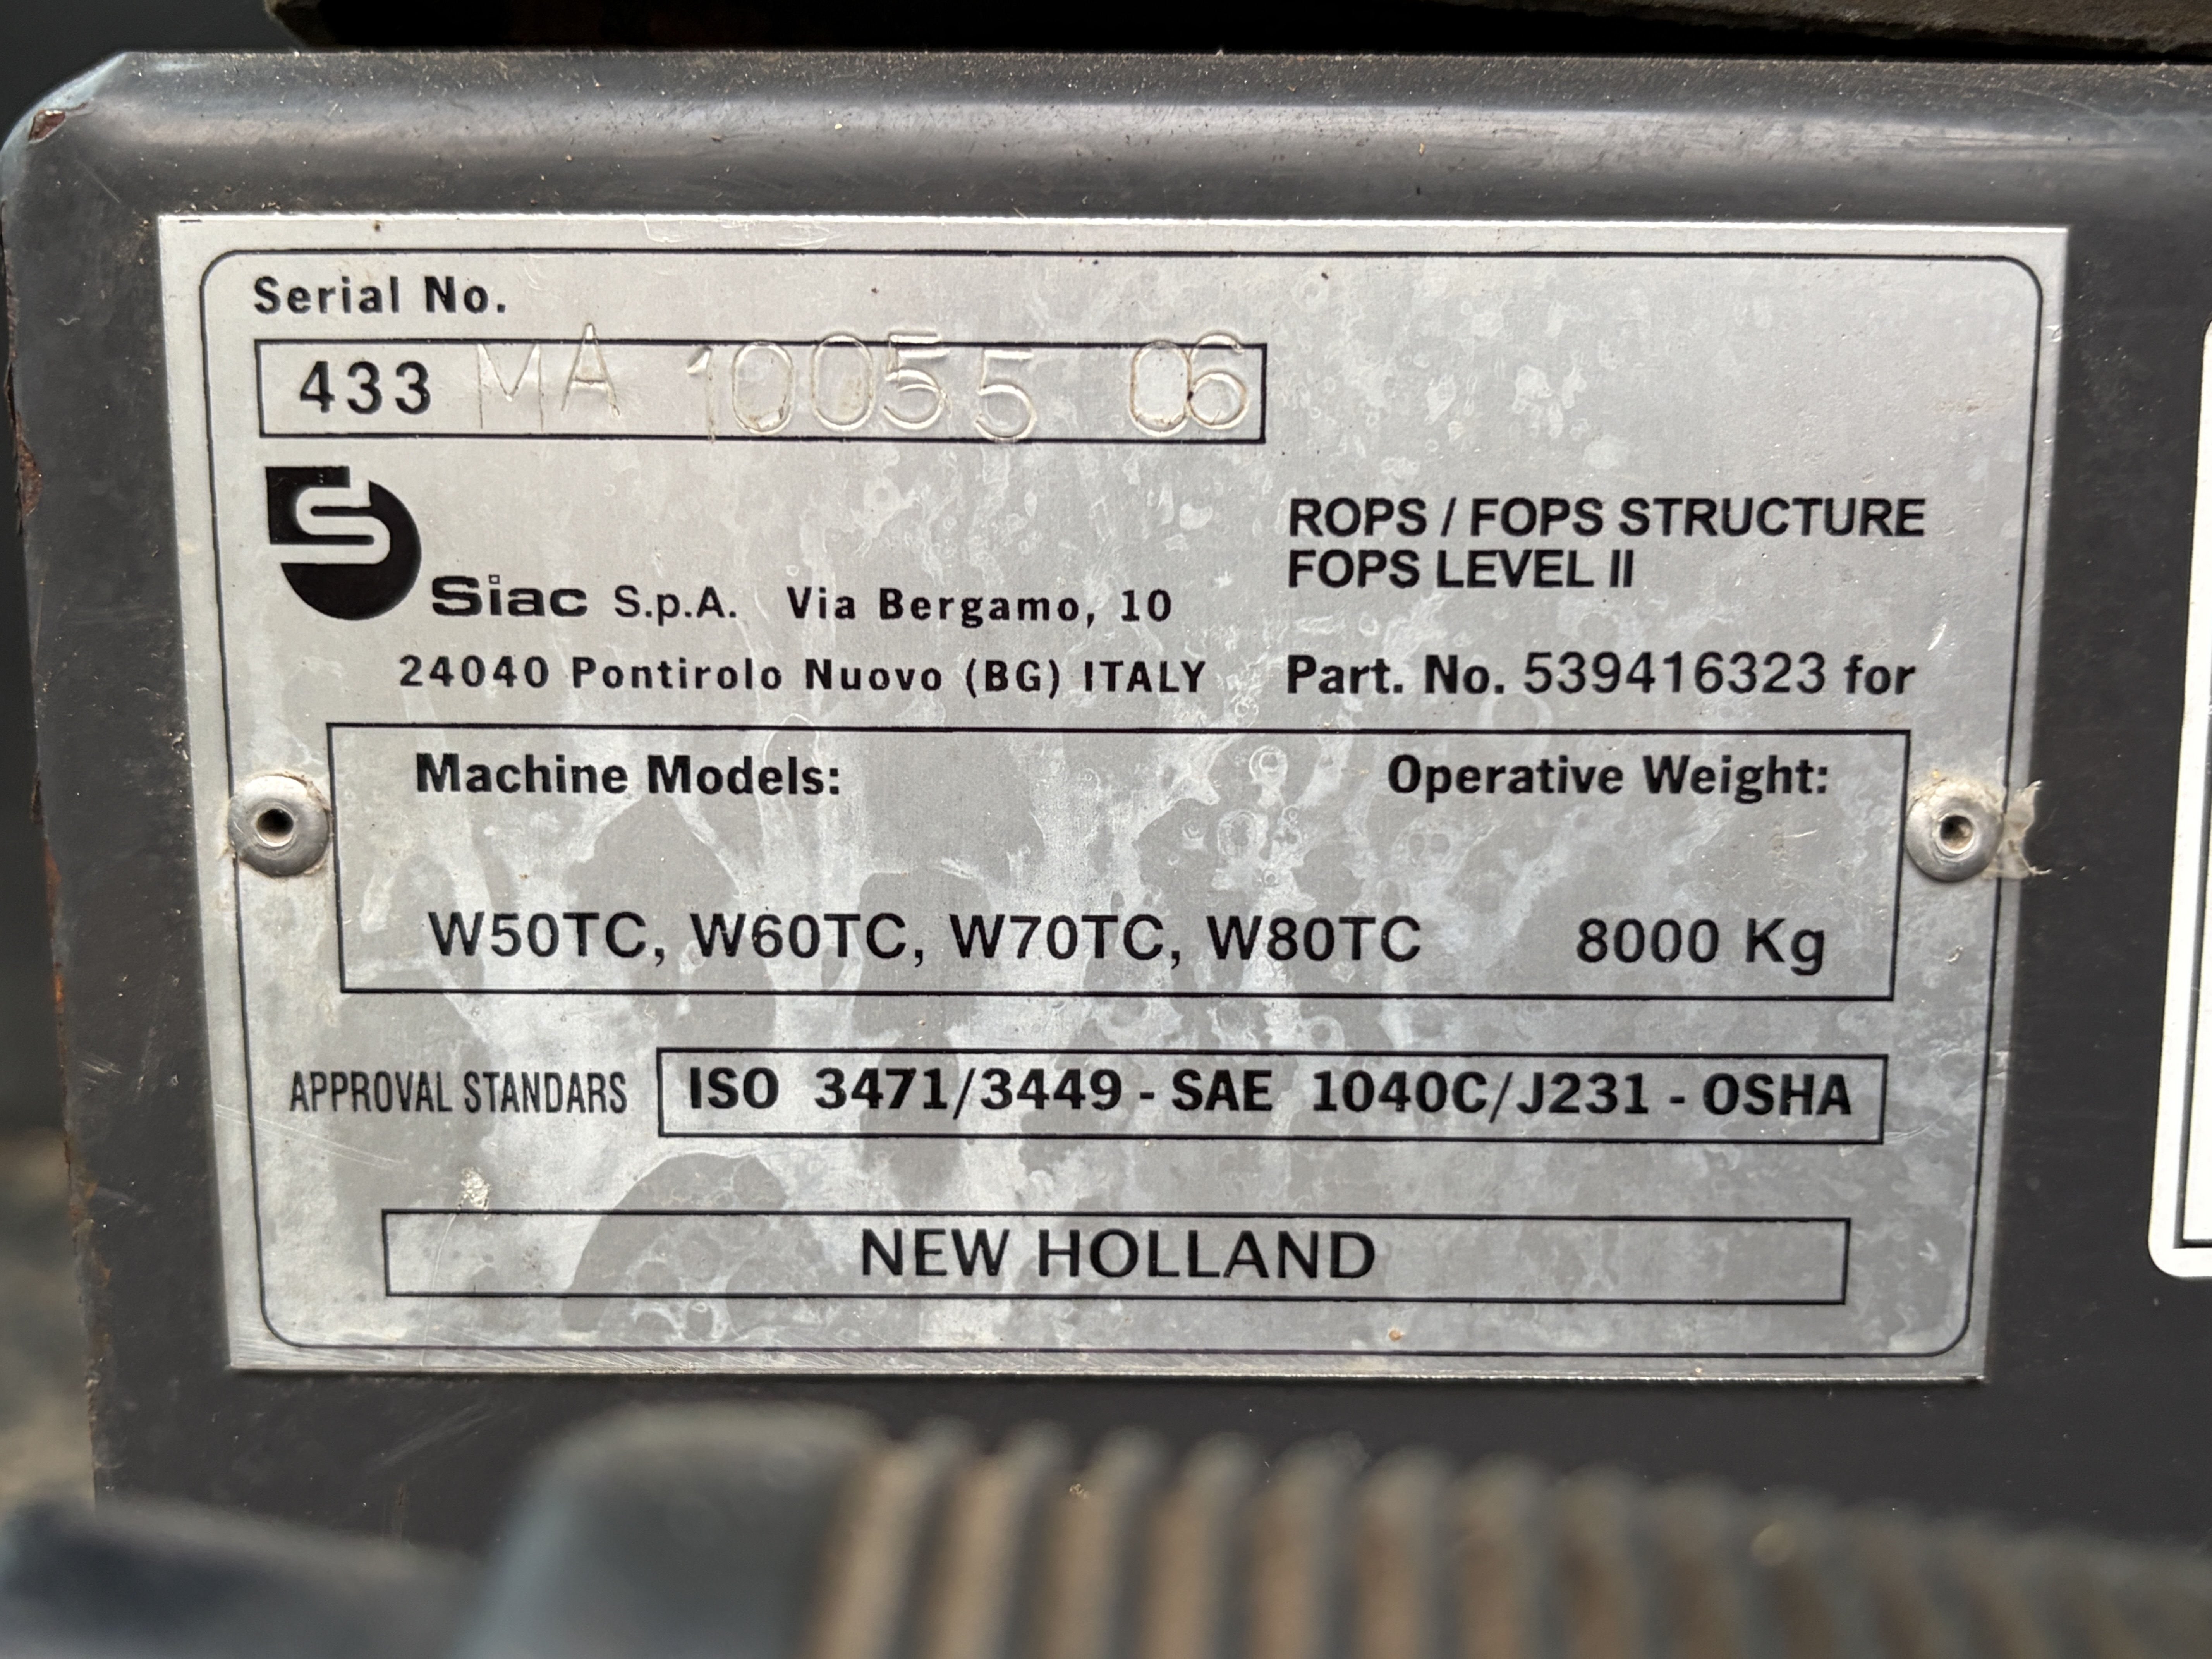 Serial No.
433 MA 10055 06
Siac S.p.A. Via Bergamo, 10
24040 Pontirolo Nuovo (BG) ITALY
ROPS / FOPS STRUCTURE
FOPS LEVEL II
Part. No. 539416323 for
Machine Models: Operative Weight:
W50TC, W60TC, W70TC, W80TC 8000 Kg
APPROVAL STANDARS ISO 3471/3449 - SAE 1040C/J231 - OSHA
NEW HOLLAND